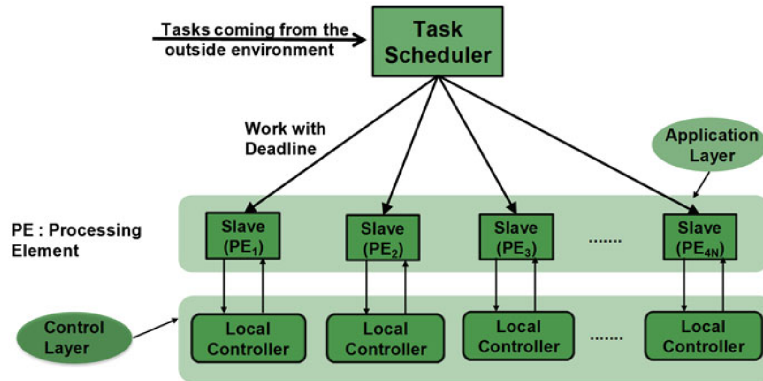 Tasks coming from the
outside environment
Task
Scheduler
Work with
Deadline
Application
Layer
PE : Processing
Element
Slave
(PE₁)
Slave
(PE₂)
Slave
(PE₃)
.......
Slave
(PE₄ₙ)
Control
Layer
Local
Controller
Local
Controller
Local
Controller
.......
Local
Controller